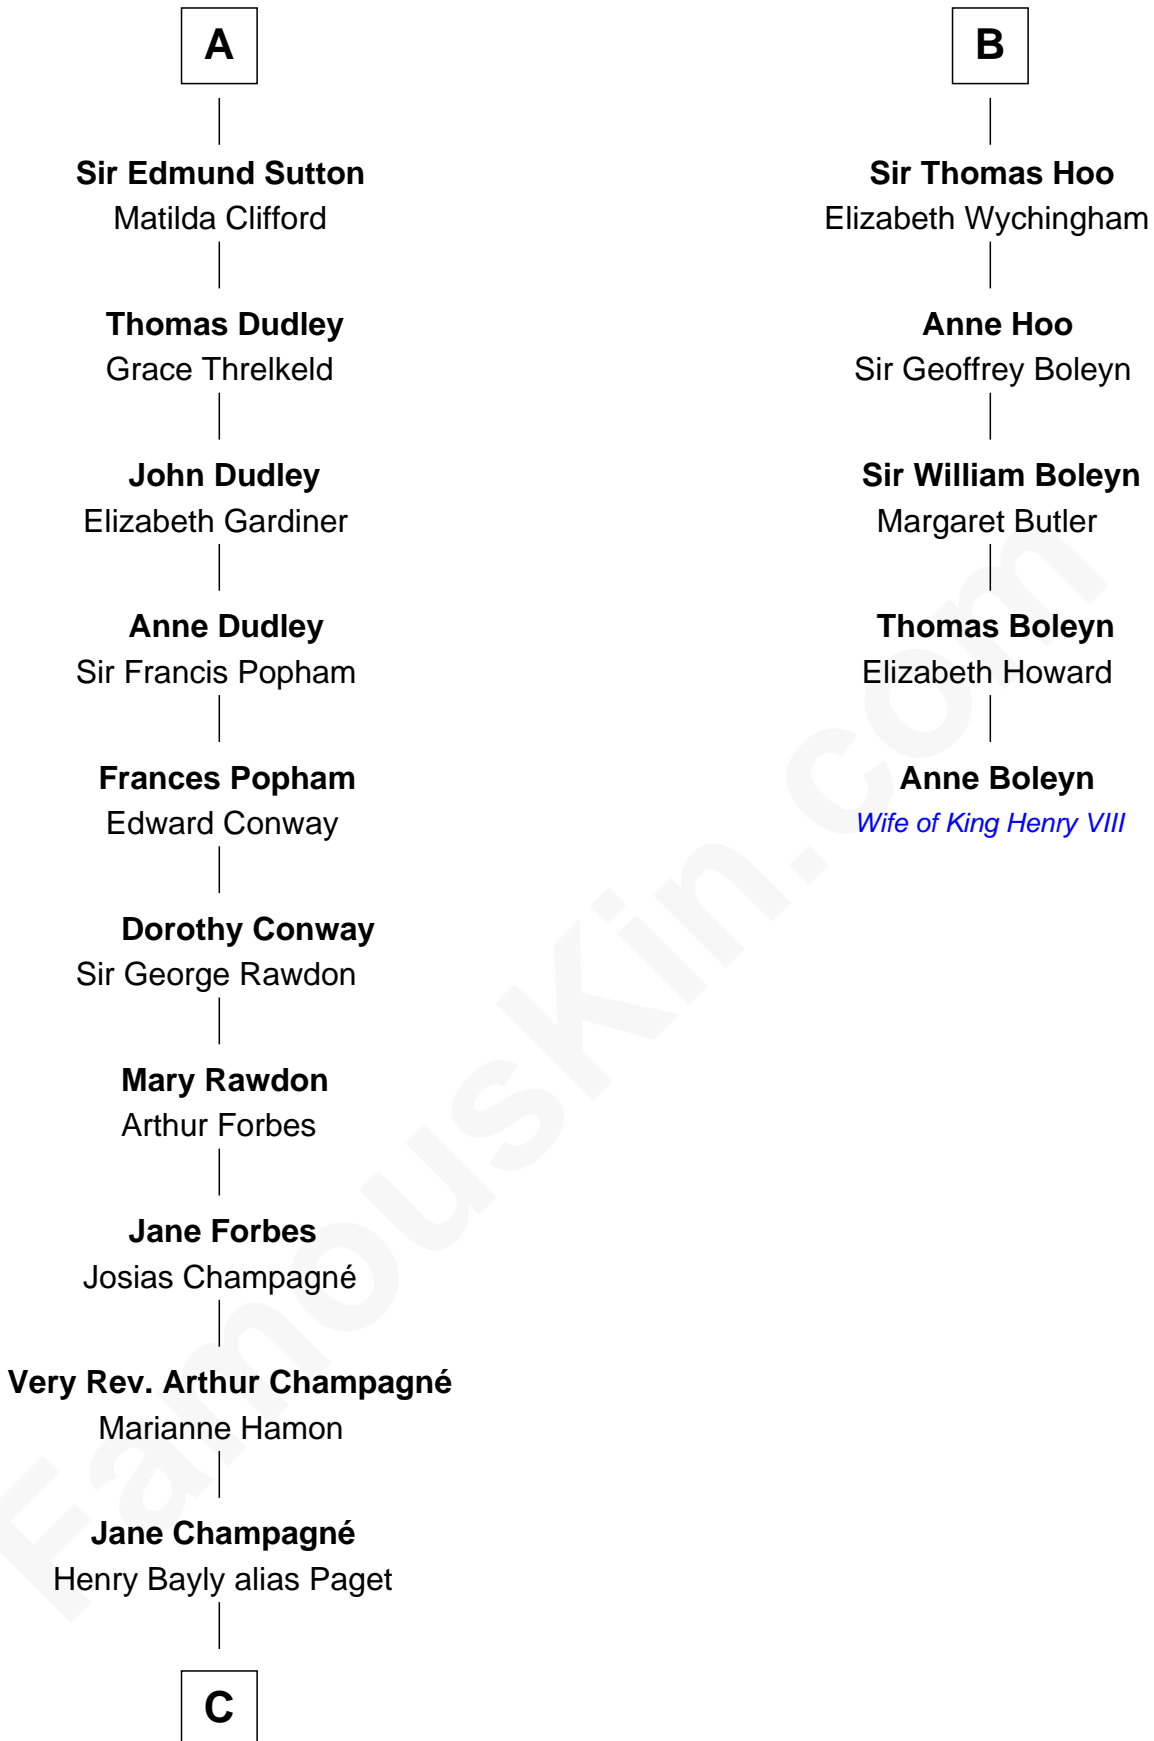 A
Sir Edmund Sutton
Matilda Clifford
Thomas Dudley
Grace Threlkeld
John Dudley
Elizabeth Gardiner
Anne Dudley
Sir Francis Popham
Frances Popham
Edward Conway
Dorothy Conway
Sir George Rawdon
Mary Rawdon
Arthur Forbes
Jane Forbes
Josias Champagné
Very Rev. Arthur Champagné
Marianne Hamon
Jane Champagné
Henry Bayly alias Paget
C
B
Sir Thomas Hoo
Elizabeth Wychingham
Anne Hoo
Sir Geoffrey Boleyn
Sir William Boleyn
Margaret Butler
Thomas Boleyn
Elizabeth Howard
Anne Boleyn
Wife of King Henry VIII
FamousKin.com